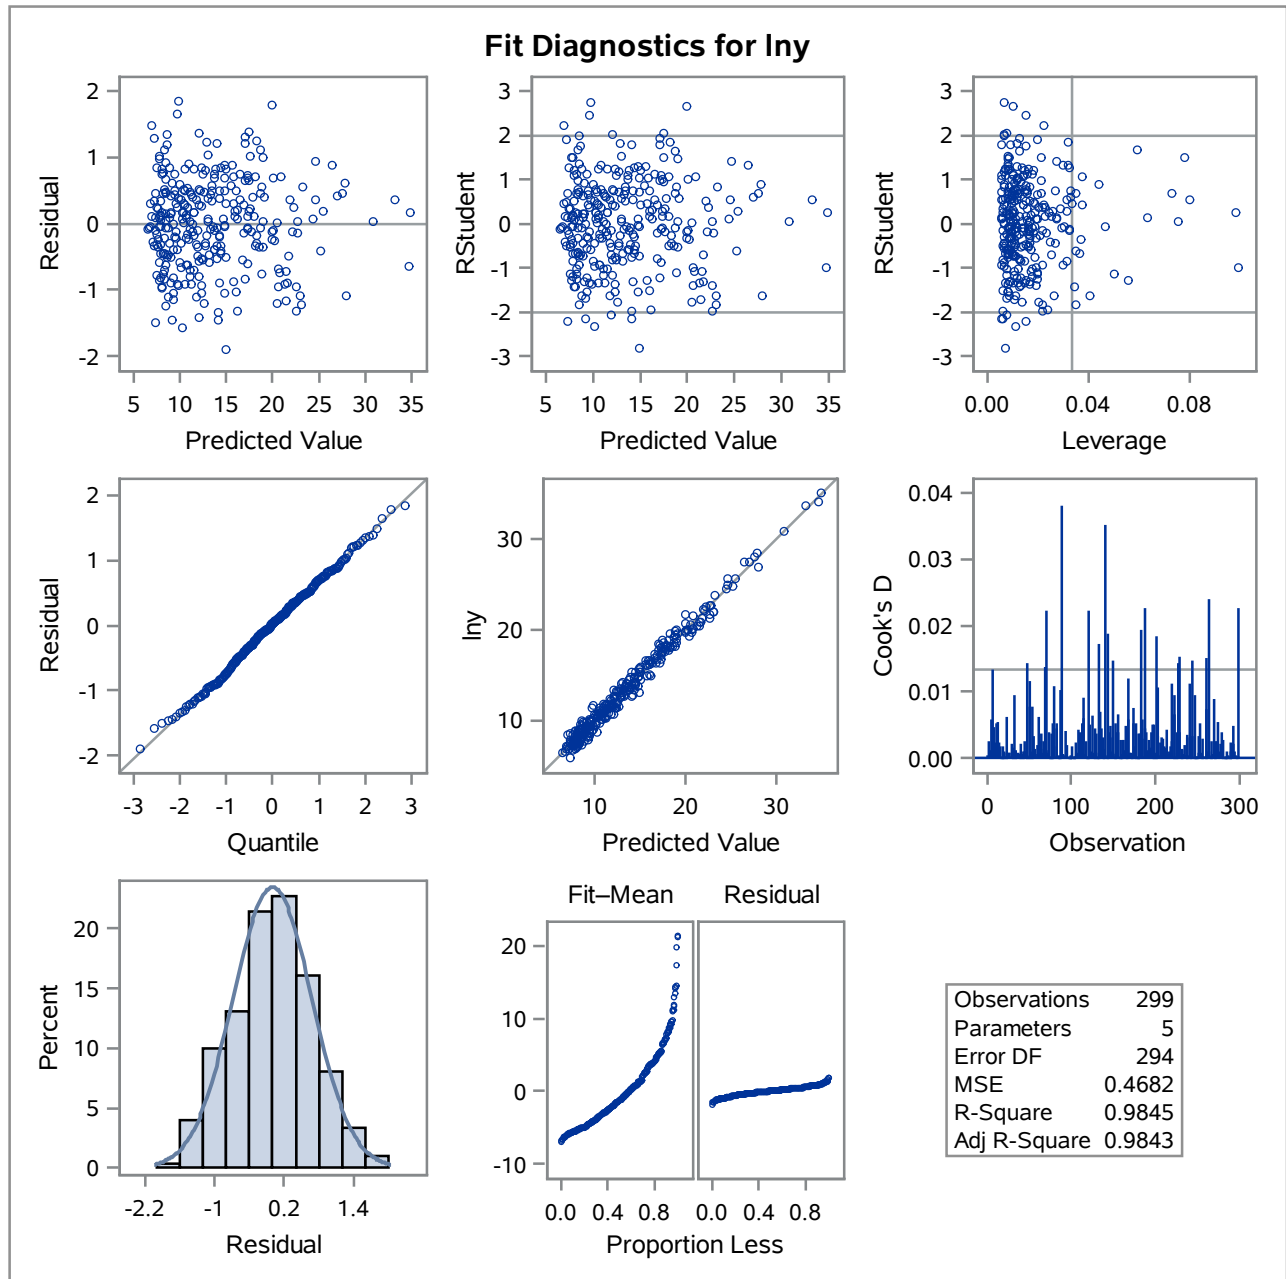 Fit Diagnostics for lny
2
1
0
-1
-2
Residual
5 10 15 20 25 30 35
Predicted Value
3
2
1
0
-1
-2
-3
RStudent
5 10 15 20 25 30 35
Predicted Value
3
2
1
0
-1
-2
-3
RStudent
0.00 0.04 0.08
Leverage
2
1
0
-1
-2
Residual
-3 -2 -1 0 1 2 3
Quantile
30
20
10
lny
10 20 30
Predicted Value
0.04
0.03
0.02
0.01
0.00
Cook's D
0 100 200 300
Observation
20
15
10
5
0
Percent
-2.2 -1 0.2 1.4
Residual
Fit–Mean Residual
20
10
0
-10
0.0 0.4 0.8 0.0 0.4 0.8
Proportion Less
Observations 299
Parameters 5
Error DF 294
MSE 0.4682
R-Square 0.9845
Adj R-Square 0.9843